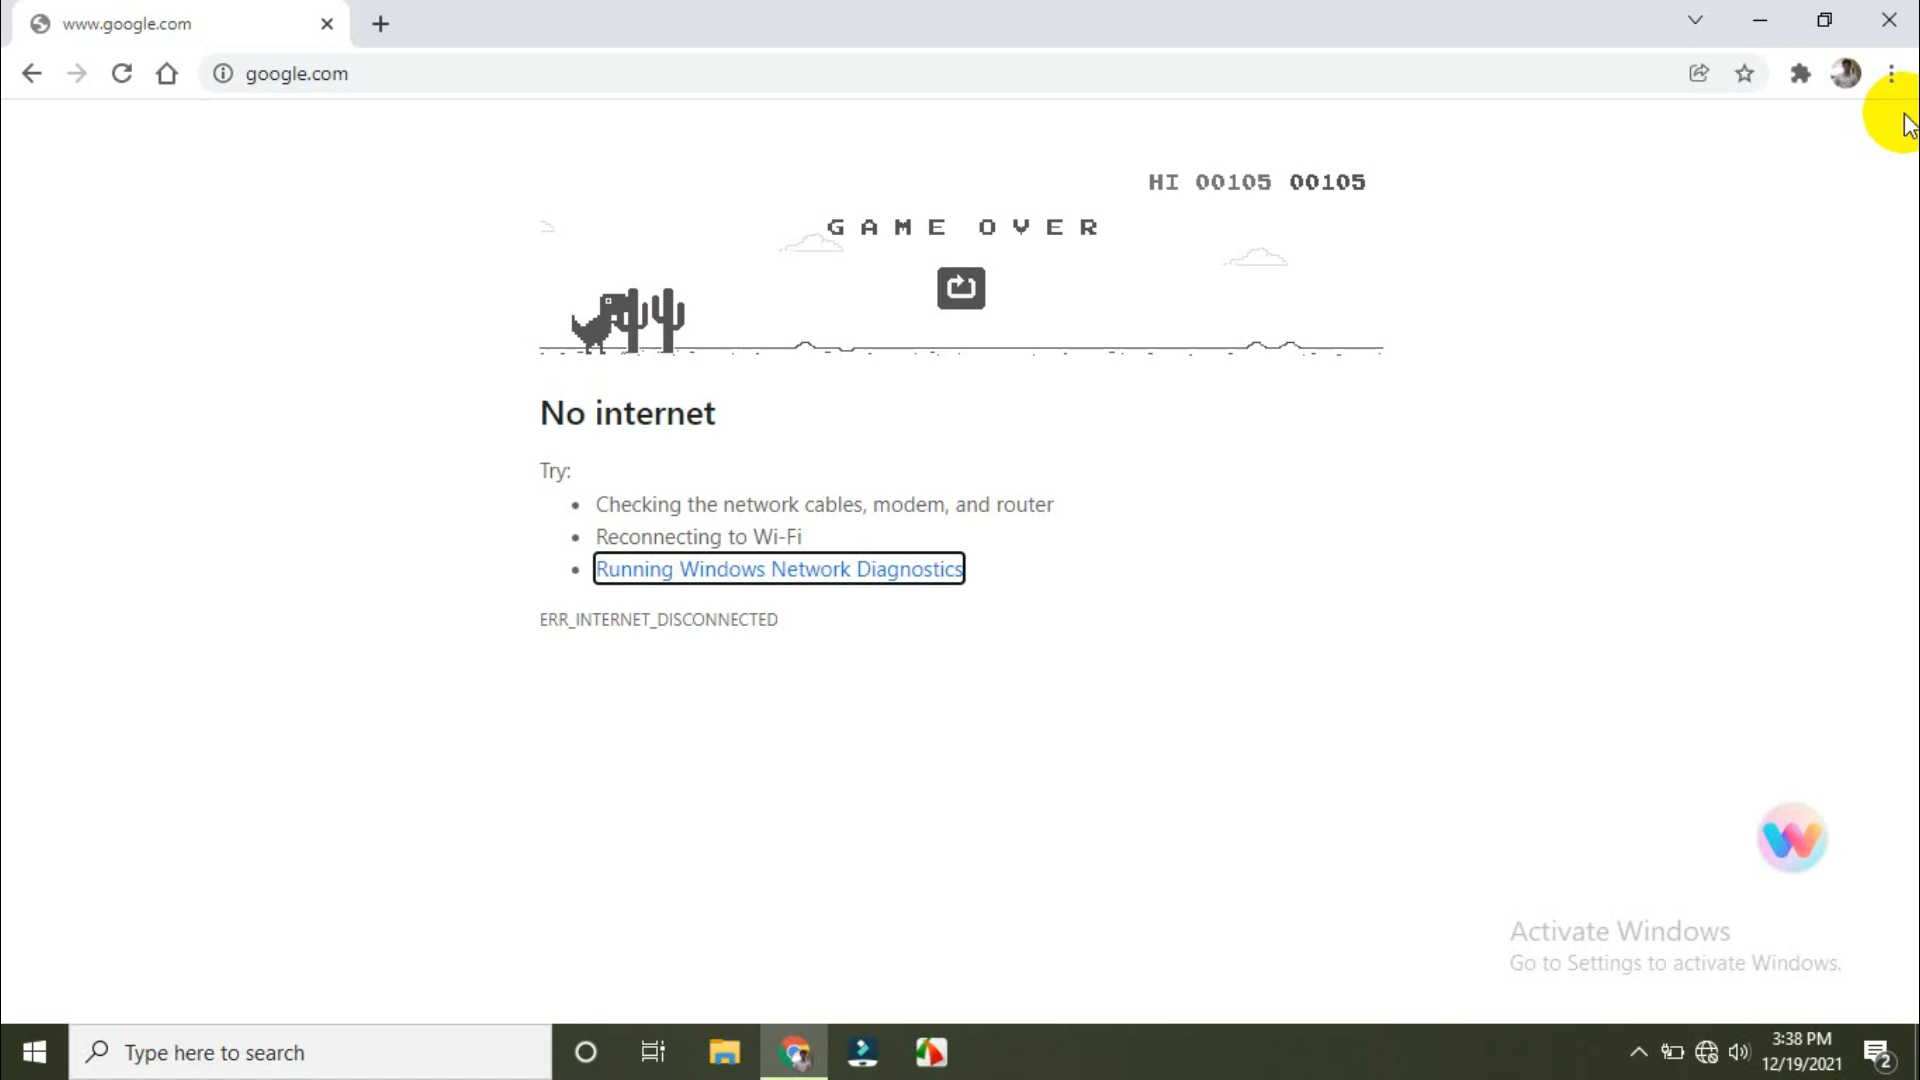 www.google.com
google.com
HI 00105 00105
GAME OVER
No internet
Try:
Checking the network cables, modem, and router
Reconnecting to Wi-Fi
Running Windows Network Diagnostics
ERR_INTERNET_DISCONNECTED
Activate Windows
Go to Settings to activate Windows.
Type here to search
3:38 PM
12/19/2021
2